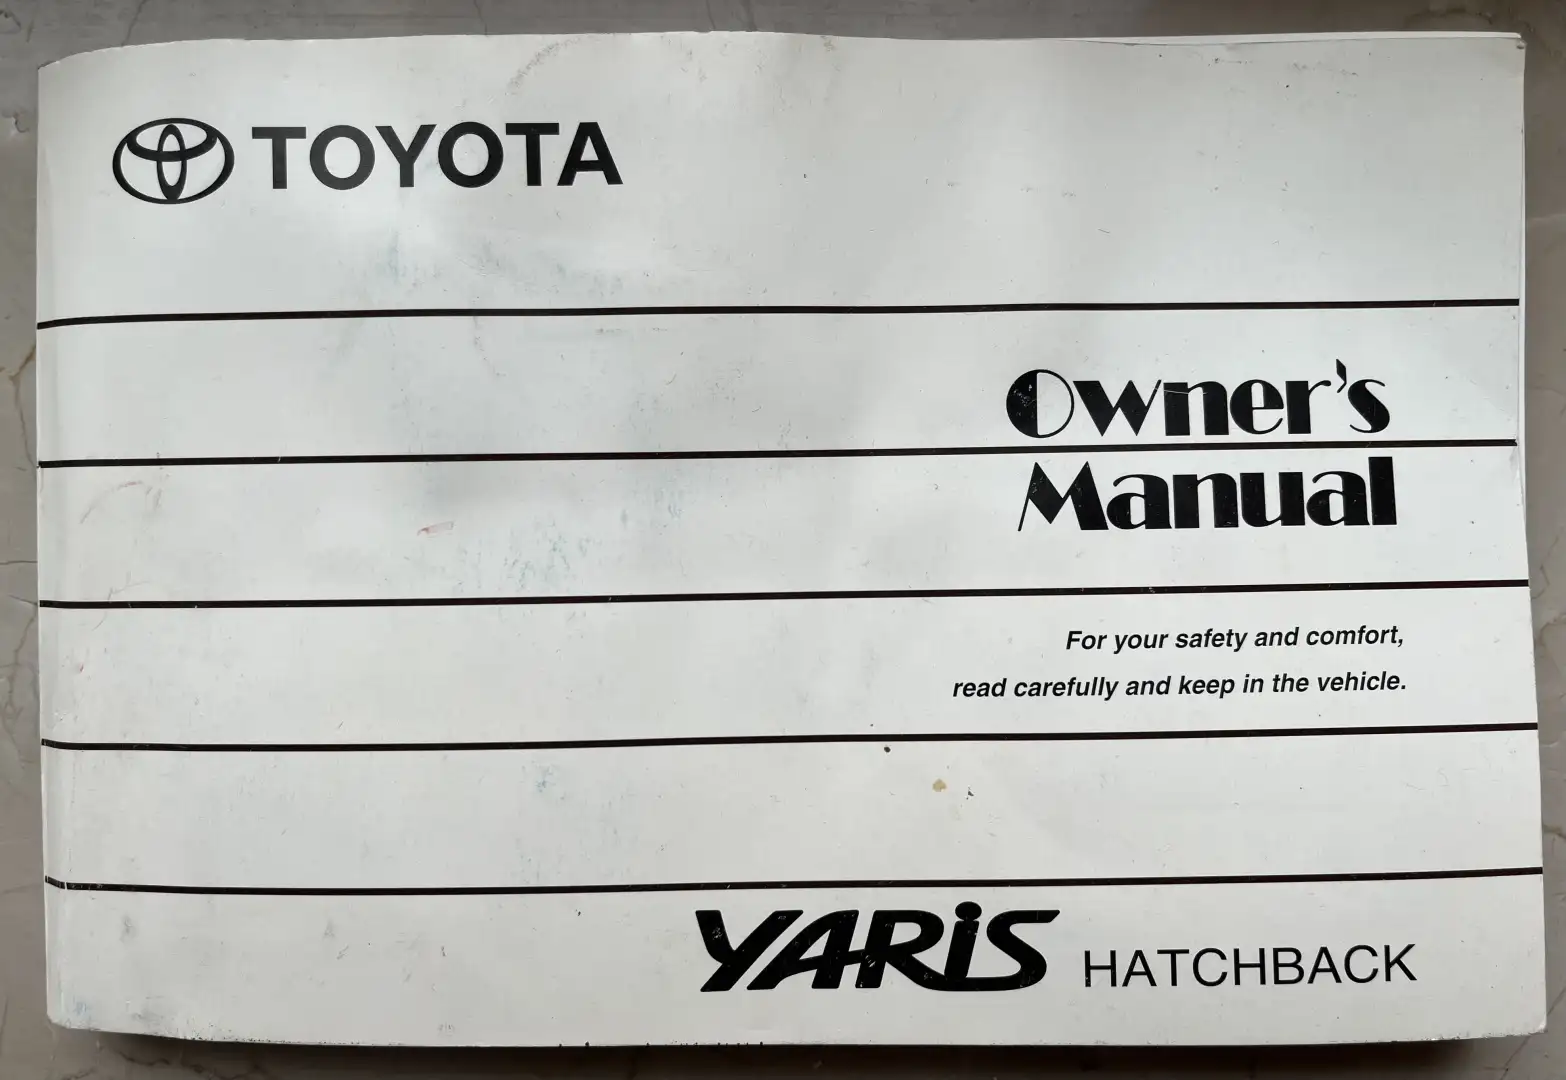 TOYOTA
Owner's
Manual
For your safety and comfort,
read carefully and keep in the vehicle.
YARiS HATCHBACK